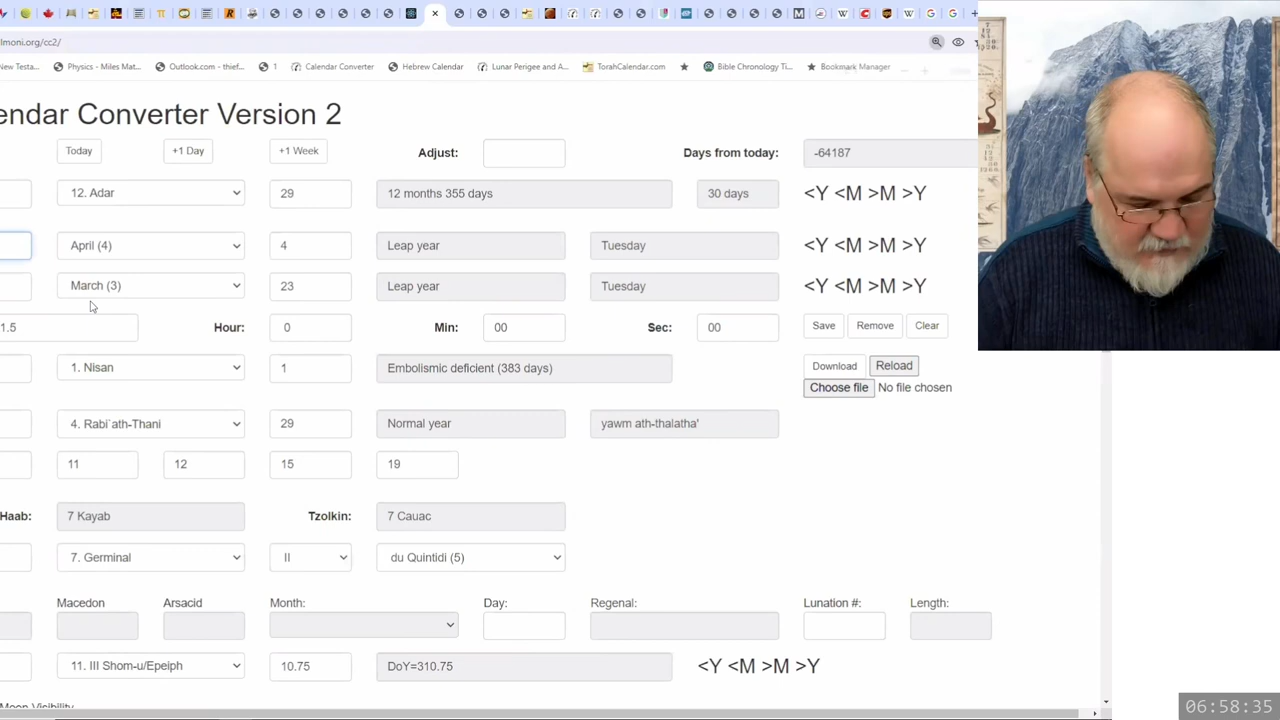 lmoni.org/cc2/
New Testa...
Physics - Miles Mat...
Outlook.com - thief...
1
Calendar Converter
Hebrew Calendar
Lunar Perigee and A...
TorahCalendar.com
Bible Chronology Ti...
Bookmark Manager
endar Converter Version 2
Today +1 Day +1 Week Adjust: Days from today: -64187
12. Adar 29 12 months 355 days 30 days <Y <M >M >Y
April (4) 4 Leap year Tuesday <Y <M >M >Y
March (3) 23 Leap year Tuesday <Y <M >M >Y
1.5 Hour: 0 Min: 00 Sec: 00 Save Remove Clear
1. Nisan 1 Embolismic deficient (383 days) Download Reload
Choose file No file chosen
4. Rabi`ath-Thani 29 Normal year yawm ath-thalatha'
11 12 15 19
Haab: 7 Kayab Tzolkin: 7 Cauac
7. Germinal II du Quintidi (5)
Macedon Arsacid Month: Day: Regenal: Lunation #: Length:
11. III Shom-u/Epeiph 10.75 DoY=310.75 <Y <M >M >Y
Moon Visibility
06:58:35